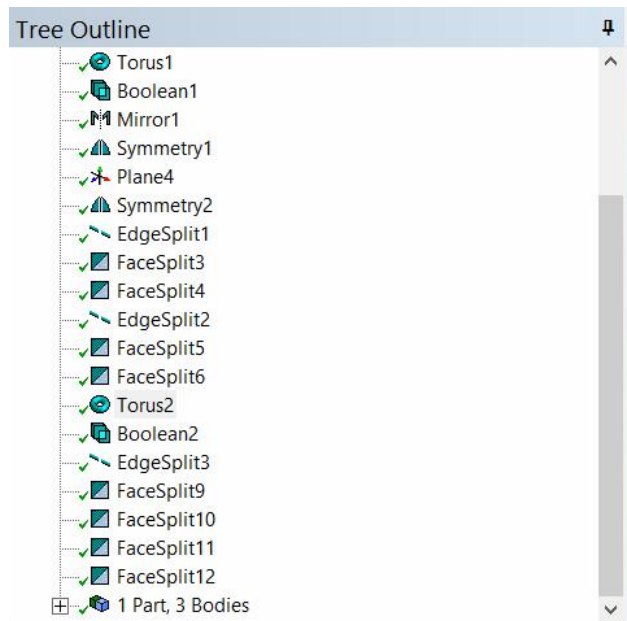 Tree Outline
Torus1
Boolean1
Mirror1
Symmetry1
Plane4
Symmetry2
EdgeSplit1
FaceSplit3
FaceSplit4
EdgeSplit2
FaceSplit5
FaceSplit6
Torus2
Boolean2
EdgeSplit3
FaceSplit9
FaceSplit10
FaceSplit11
FaceSplit12
1 Part, 3 Bodies